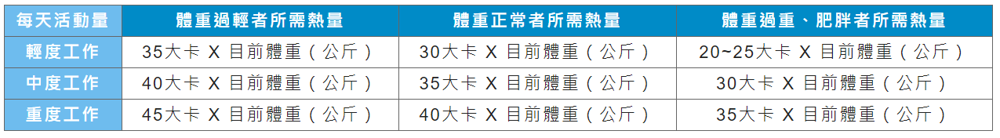 每天活動量 體重過輕者所需熱量 體重正常者所需熱量 體重過重、肥胖者所需熱量
輕度工作 35大卡 X 目前體重（公斤） 30大卡 X 目前體重（公斤） 20~25大卡 X 目前體重（公斤）
中度工作 40大卡 X 目前體重（公斤） 35大卡 X 目前體重（公斤） 30大卡 X 目前體重（公斤）
重度工作 45大卡 X 目前體重（公斤） 40大卡 X 目前體重（公斤） 35大卡 X 目前體重（公斤）